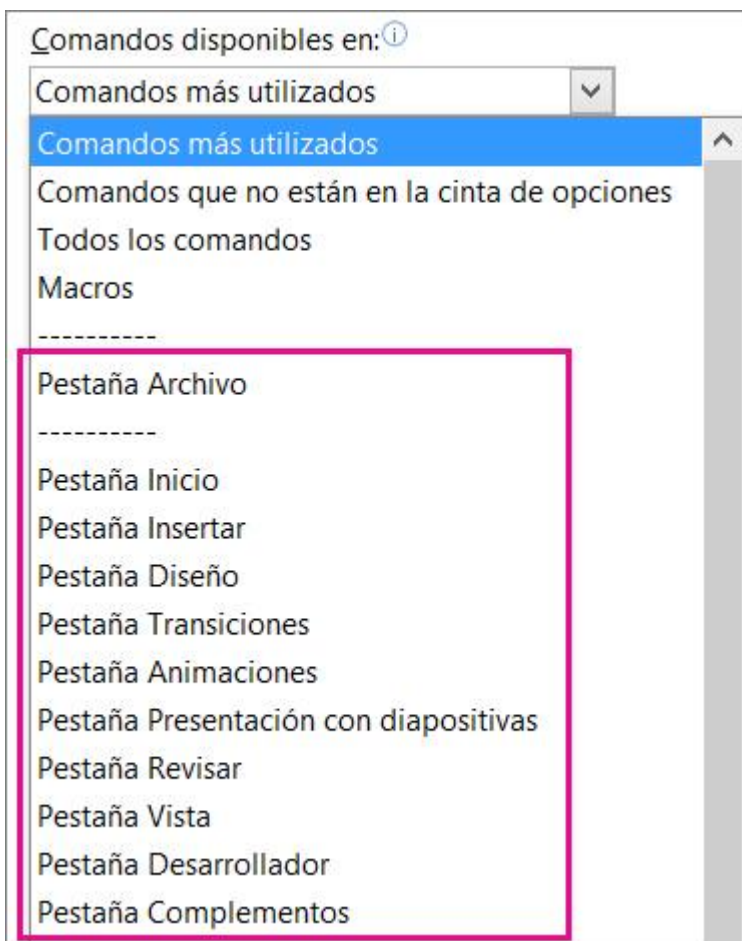 Comandos disponibles en:
Comandos más utilizados
Comandos más utilizados
Comandos que no están en la cinta de opciones
Todos los comandos
Macros
----------
Pestaña Archivo
----------
Pestaña Inicio
Pestaña Insertar
Pestaña Diseño
Pestaña Transiciones
Pestaña Animaciones
Pestaña Presentación con diapositivas
Pestaña Revisar
Pestaña Vista
Pestaña Desarrollador
Pestaña Complementos